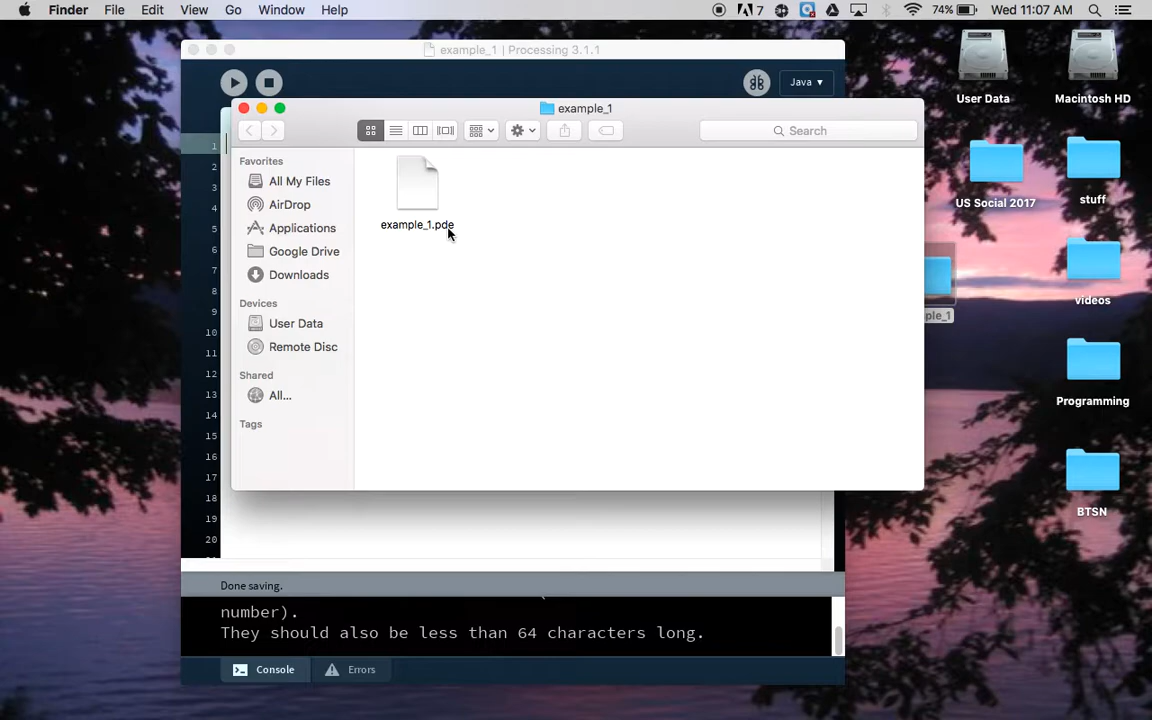 Finder File Edit View Go Window Help 7 74% Wed 11:07 AM
example_1 | Processing 3.1.1
Java ▾
example_1
Search
Favorites
All My Files
AirDrop
Applications
Google Drive
Downloads
Devices
User Data
Remote Disc
Shared
All...
Tags
example_1.pde
1
2
3
4
5
6
7
8
9
10
11
12
13
14
15
16
17
18
19
20
Done saving.
number).
They should also be less than 64 characters long.
Console Errors
User Data
Macintosh HD
US Social 2017
stuff
ple_1
videos
Programming
BTSN